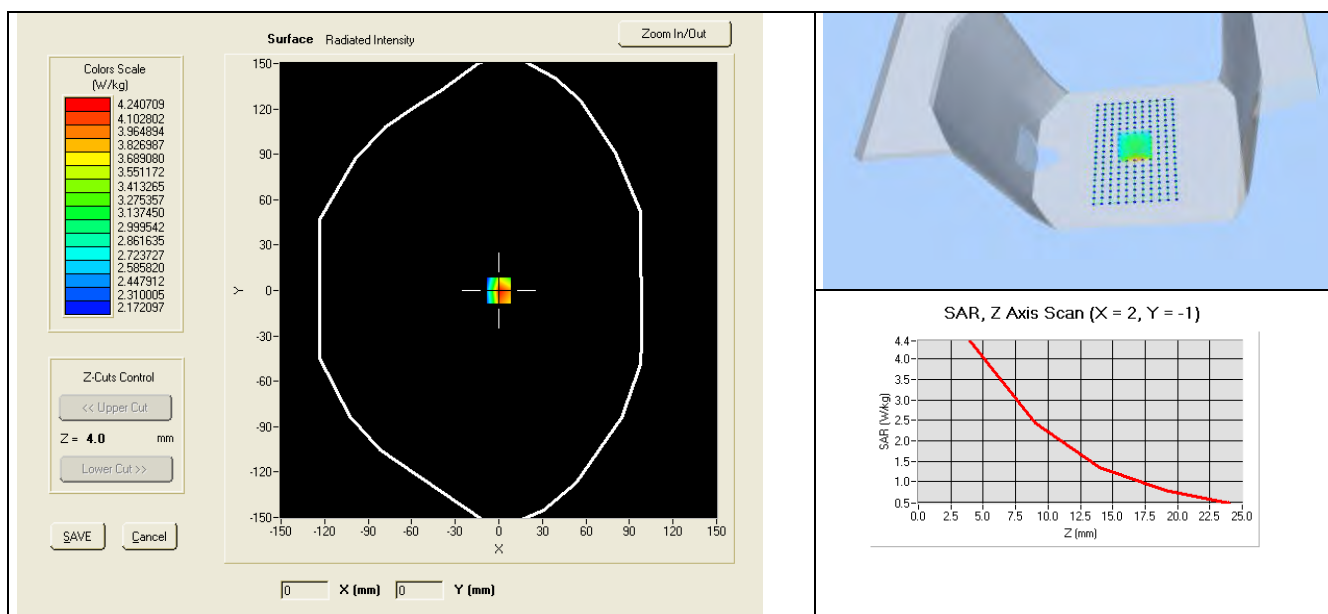 Surface Radiated Intensity
Zoom In/Out
Colors Scale
(W/kg)
4.240709
4.102802
3.964894
3.826987
3.689080
3.551172
3.413265
3.275357
3.137450
2.999542
2.861635
2.723727
2.585820
2.447912
2.310005
2.172097
Z-Cuts Control
<< Upper Cut
Z = 4.0 mm
Lower Cut >>
SAVE Cancel
150
120
90
60
30
0
-30
-60
-90
-120
-150
Y
-150 -120 -90 -60 -30 0 30 60 90 120 150
X
0 X (mm) 0 Y (mm)
SAR, Z Axis Scan (X = 2, Y = -1)
SAR (W/kg)
4.4
4.0
3.5
3.0
2.5
2.0
1.5
1.0
0.5
0.0 2.5 5.0 7.5 10.0 12.5 15.0 17.5 20.0 22.5 25.0
Z (mm)